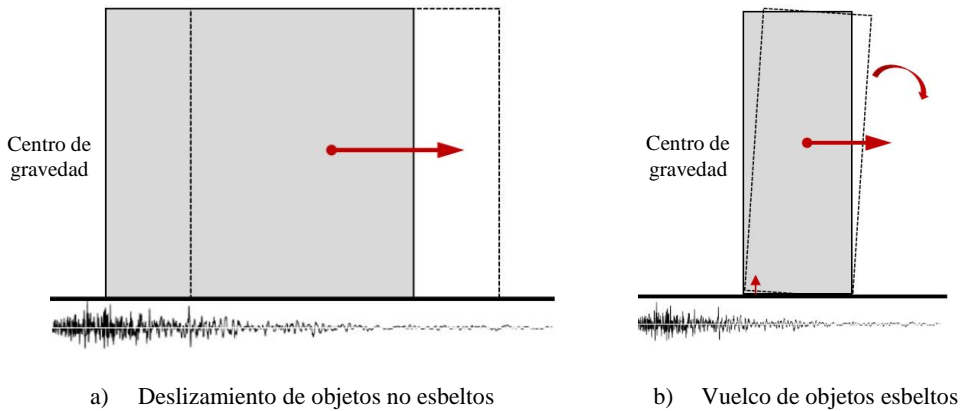 Centro de
gravedad
Centro de
gravedad
a) Deslizamiento de objetos no esbeltos
b) Vuelco de objetos esbeltos